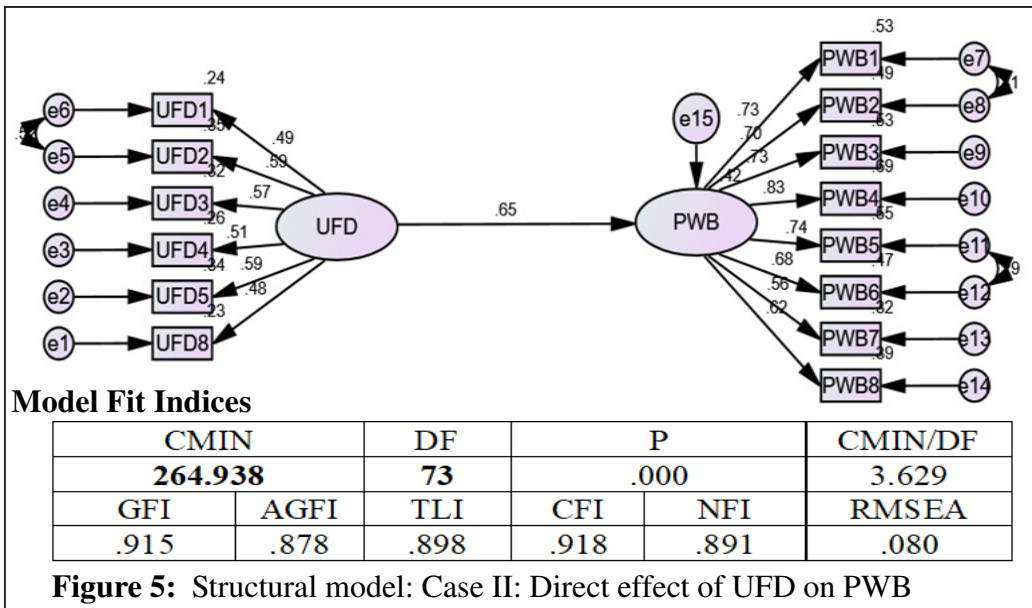 .24
e6 UFD1
.35
e5 UFD2
.32
e4 UFD3
.26
e3 UFD4
.34
e2 UFD5
.23
e1 UFD8
.49
.59
.57
.51
.59
.48
UFD
.65
e15
.42
PWB
.73
.70
.73
.83
.74
.68
.56
.62
.53
PWB1 e7
.49
PWB2 e8
.53
PWB3 e9
.69
PWB4 e10
.55
PWB5 e11
.47
PWB6 e12
.32
PWB7 e13
.39
PWB8 e14
Model Fit Indices
CMIN DF P CMIN/DF
264.938 73 .000 3.629
GFI AGFI TLI CFI NFI RMSEA
.915 .878 .898 .918 .891 .080
Figure 5: Structural model: Case II: Direct effect of UFD on PWB